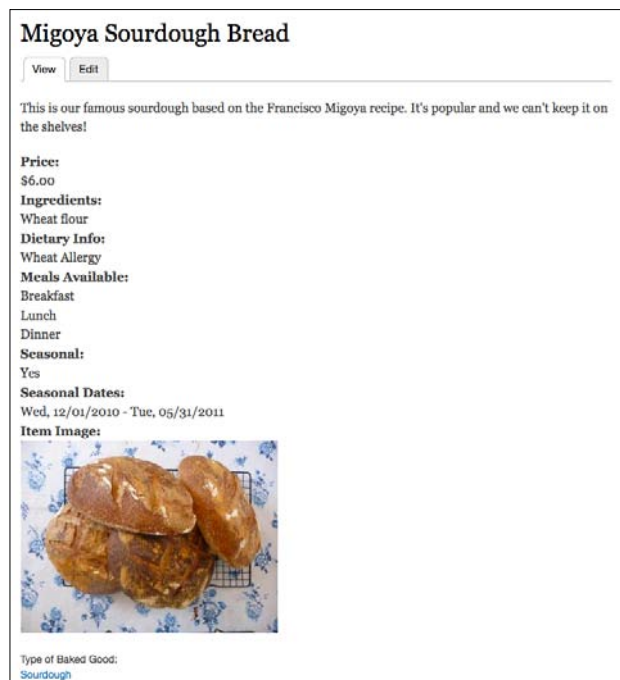 Migoya Sourdough Bread
View Edit
This is our famous sourdough based on the Francisco Migoya recipe. It's popular and we can't keep it on
the shelves!
Price:
$6.00
Ingredients:
Wheat flour
Dietary Info:
Wheat Allergy
Meals Available:
Breakfast
Lunch
Dinner
Seasonal:
Yes
Seasonal Dates:
Wed, 12/01/2010 - Tue, 05/31/2011
Item Image:
Type of Baked Good:
Sourdough